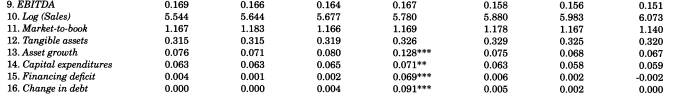 9. EBITDA 0.169 0.166 0.164 0.167 0.158 0.156 0.151
10. Log (Sales) 5.544 5.644 5.677 5.780 5.880 5.983 6.073
11. Market-to-book 1.167 1.183 1.166 1.169 1.178 1.167 1.140
12. Tangible assets 0.315 0.315 0.319 0.326 0.329 0.325 0.320
13. Asset growth 0.076 0.071 0.080 0.128*** 0.075 0.068 0.067
14. Capital expenditures 0.063 0.063 0.065 0.071** 0.063 0.058 0.059
15. Financing deficit 0.004 0.001 0.002 0.069*** 0.006 0.002 -0.002
16. Change in debt 0.000 0.000 0.004 0.091*** 0.005 0.002 0.000